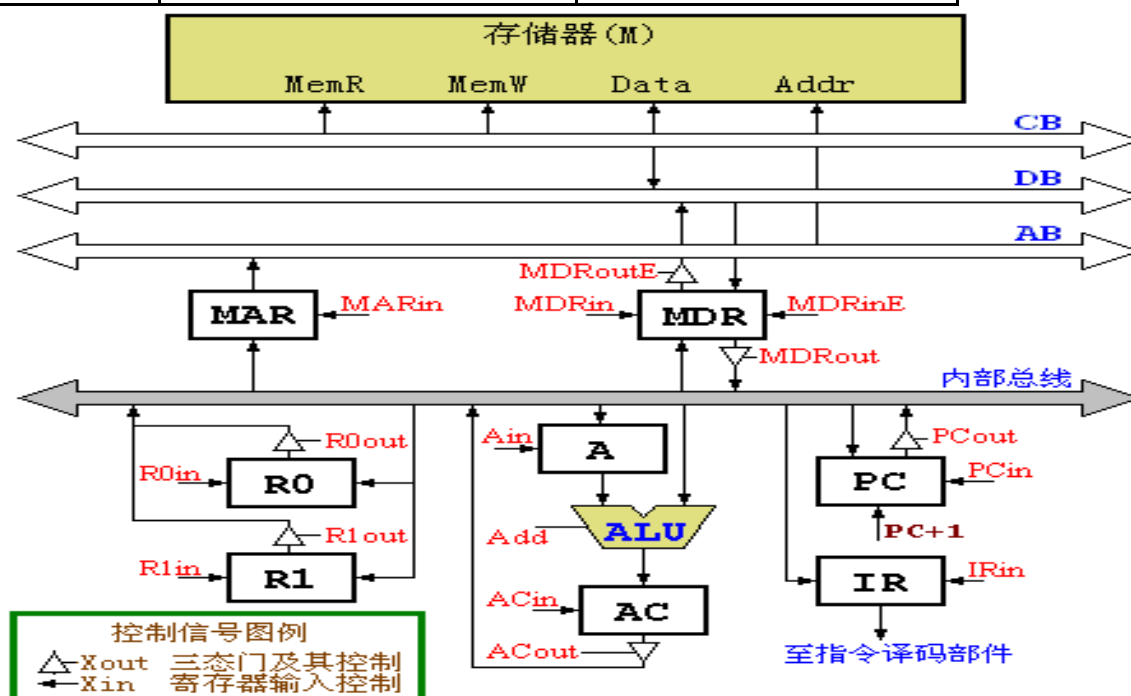 存储器(M)
MemR MemW Data Addr
CB
DB
AB
MDRoutE
MAR
MARin
MDRin
MDR
MDRinE
MDRout
内部总线
R0out
R0in
R0
Ain
A
PCout
PC
PCin
PC+1
Add
ALU
R1out
R1in
R1
ACin
AC
ACout
IR
IRin
至指令译码部件
控制信号图例
Xout 三态门及其控制
Xin 寄存器输入控制